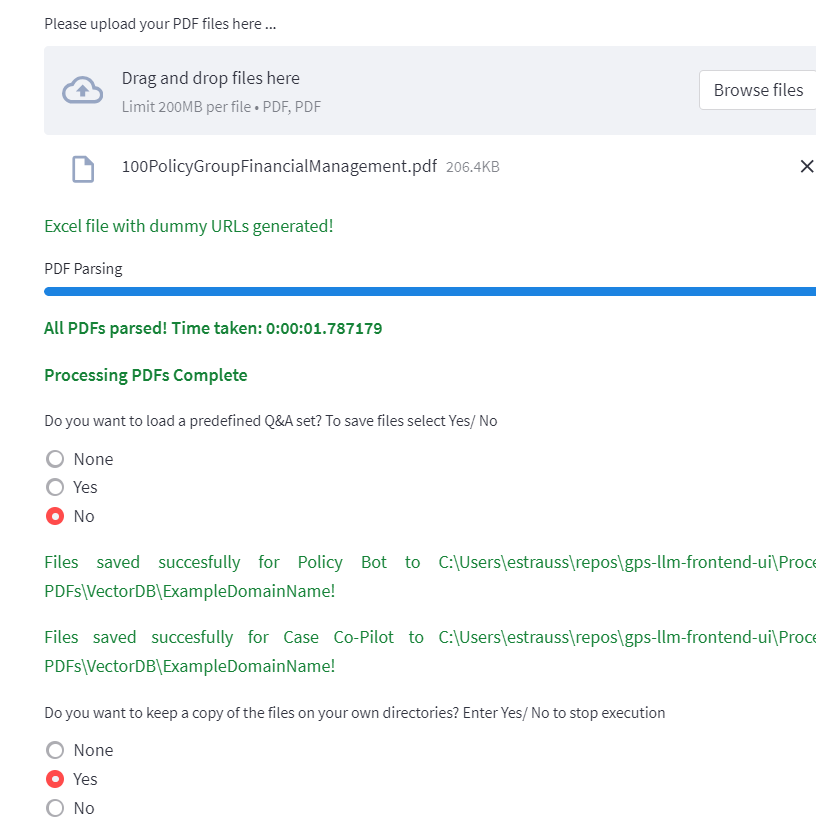 Please upload your PDF files here ...
Drag and drop files here
Limit 200MB per file • PDF, PDF
Browse files
100PolicyGroupFinancialManagement.pdf 206.4KB
Excel file with dummy URLs generated!
PDF Parsing
All PDFs parsed! Time taken: 0:00:01.787179
Processing PDFs Complete
Do you want to load a predefined Q&A set? To save files select Yes/ No
None
Yes
No
Files saved succesfully for Policy Bot to C:\Users\estrauss\repos\gps-llm-frontend-ui\Proce
PDFs\VectorDB\ExampleDomainName!
Files saved succesfully for Case Co-Pilot to C:\Users\estrauss\repos\gps-llm-frontend-ui\Proce
PDFs\VectorDB\ExampleDomainName!
Do you want to keep a copy of the files on your own directories? Enter Yes/ No to stop execution
None
Yes
No